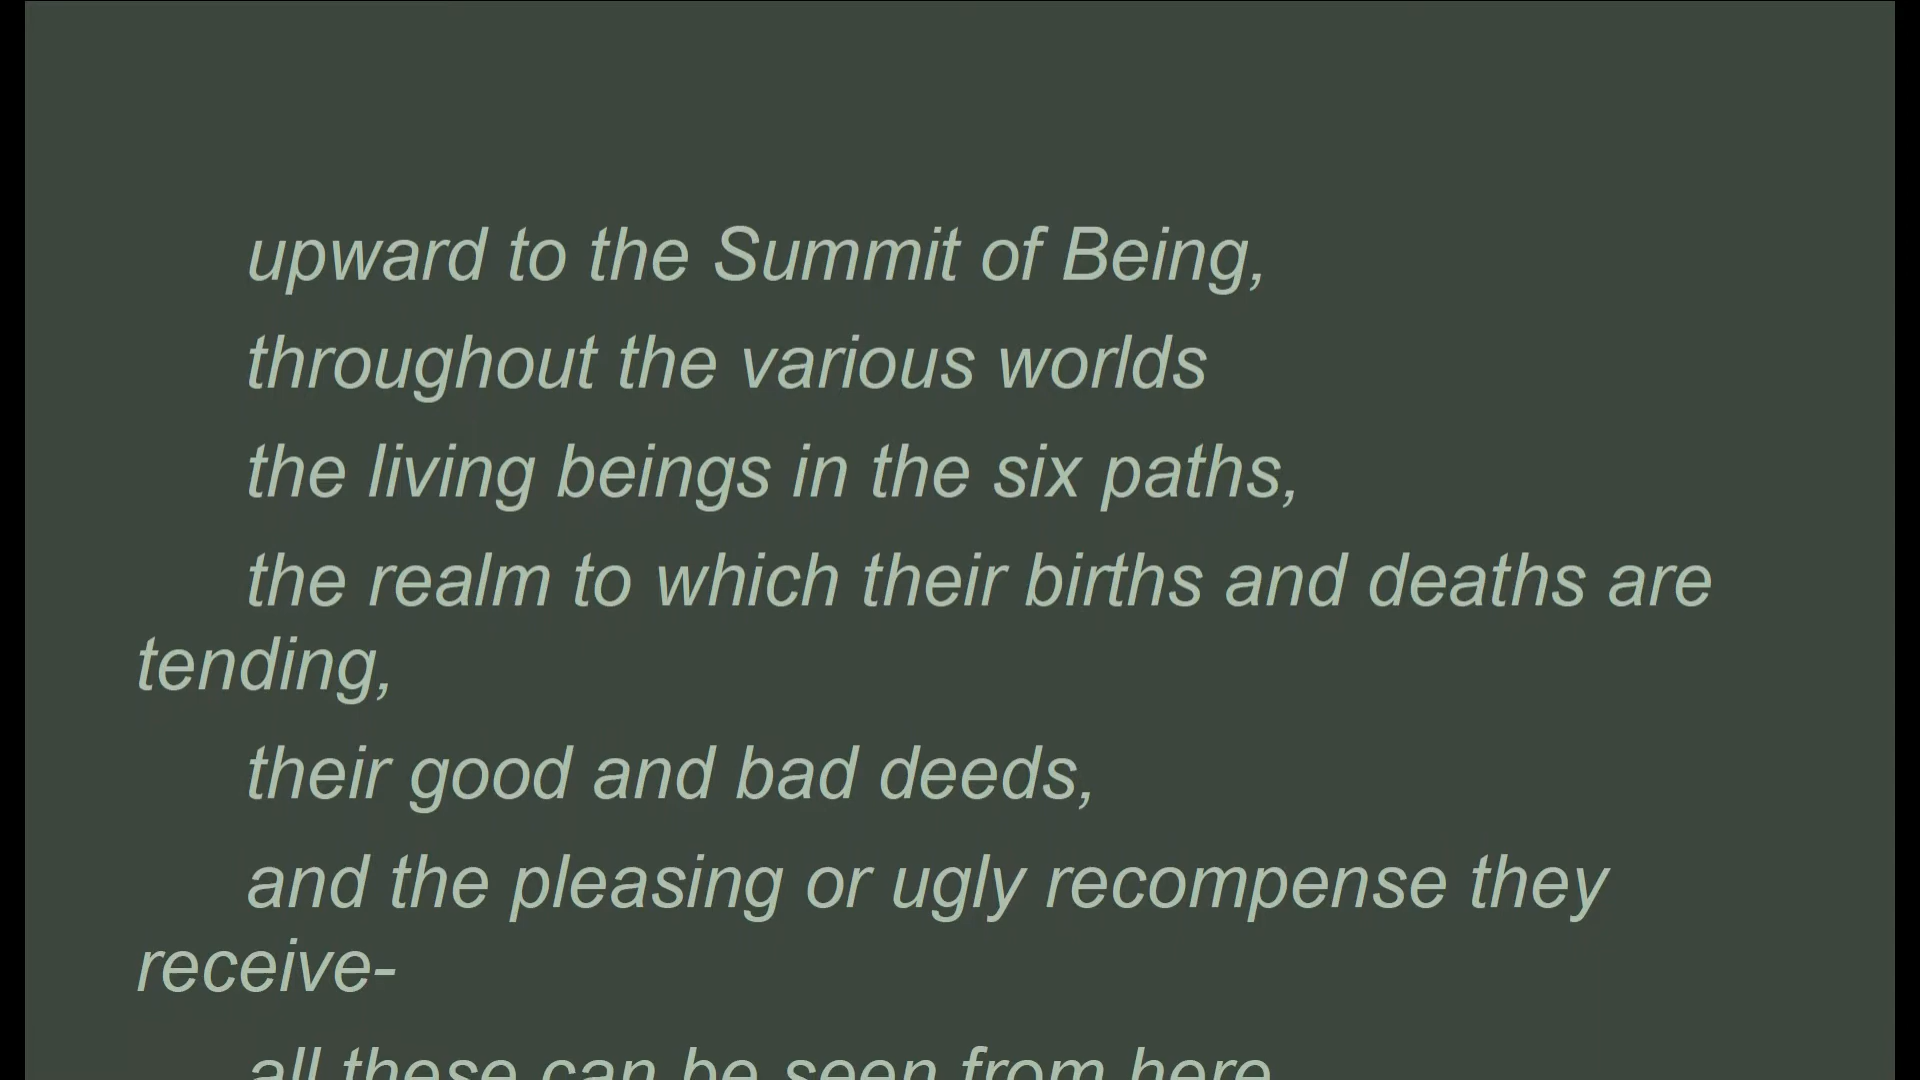 upward to the Summit of Being,
throughout the various worlds
the living beings in the six paths,
the realm to which their births and deaths are
tending,
their good and bad deeds,
and the pleasing or ugly recompense they
receive-
all these can be seen from here